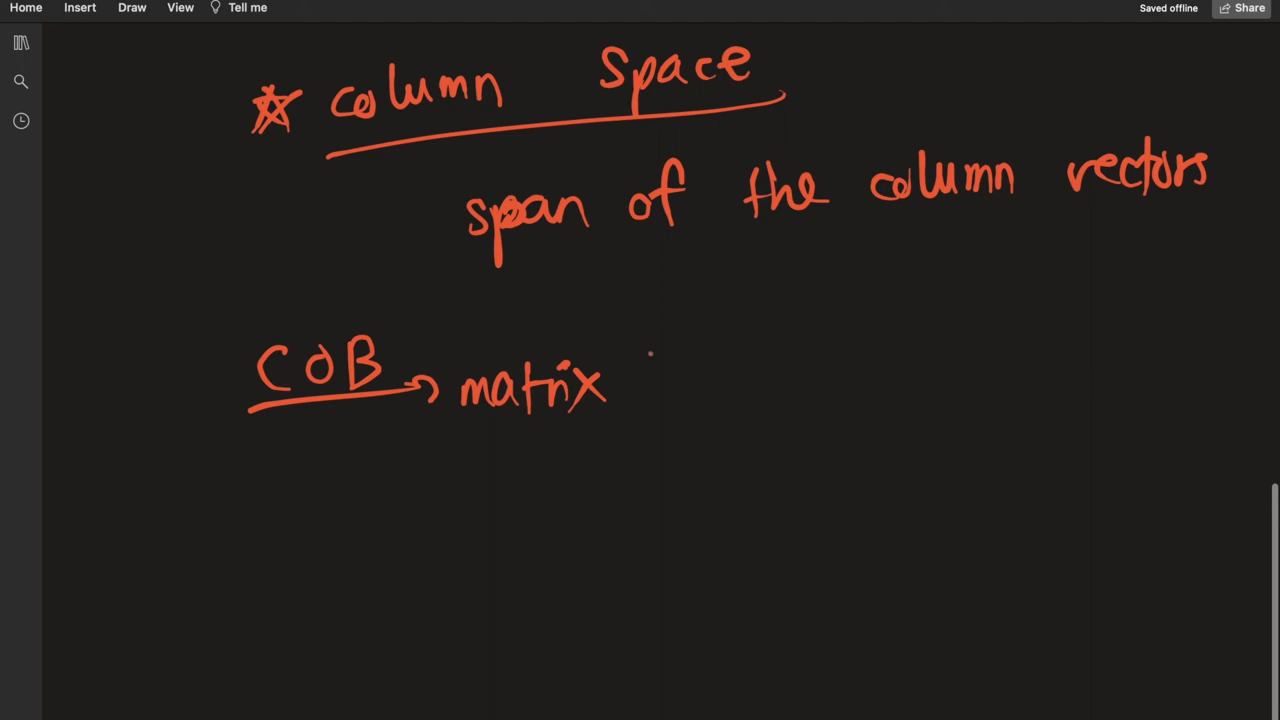 Home Insert Draw View Tell me Saved offline Share
column Space
span of the column vectors
COB → matrix